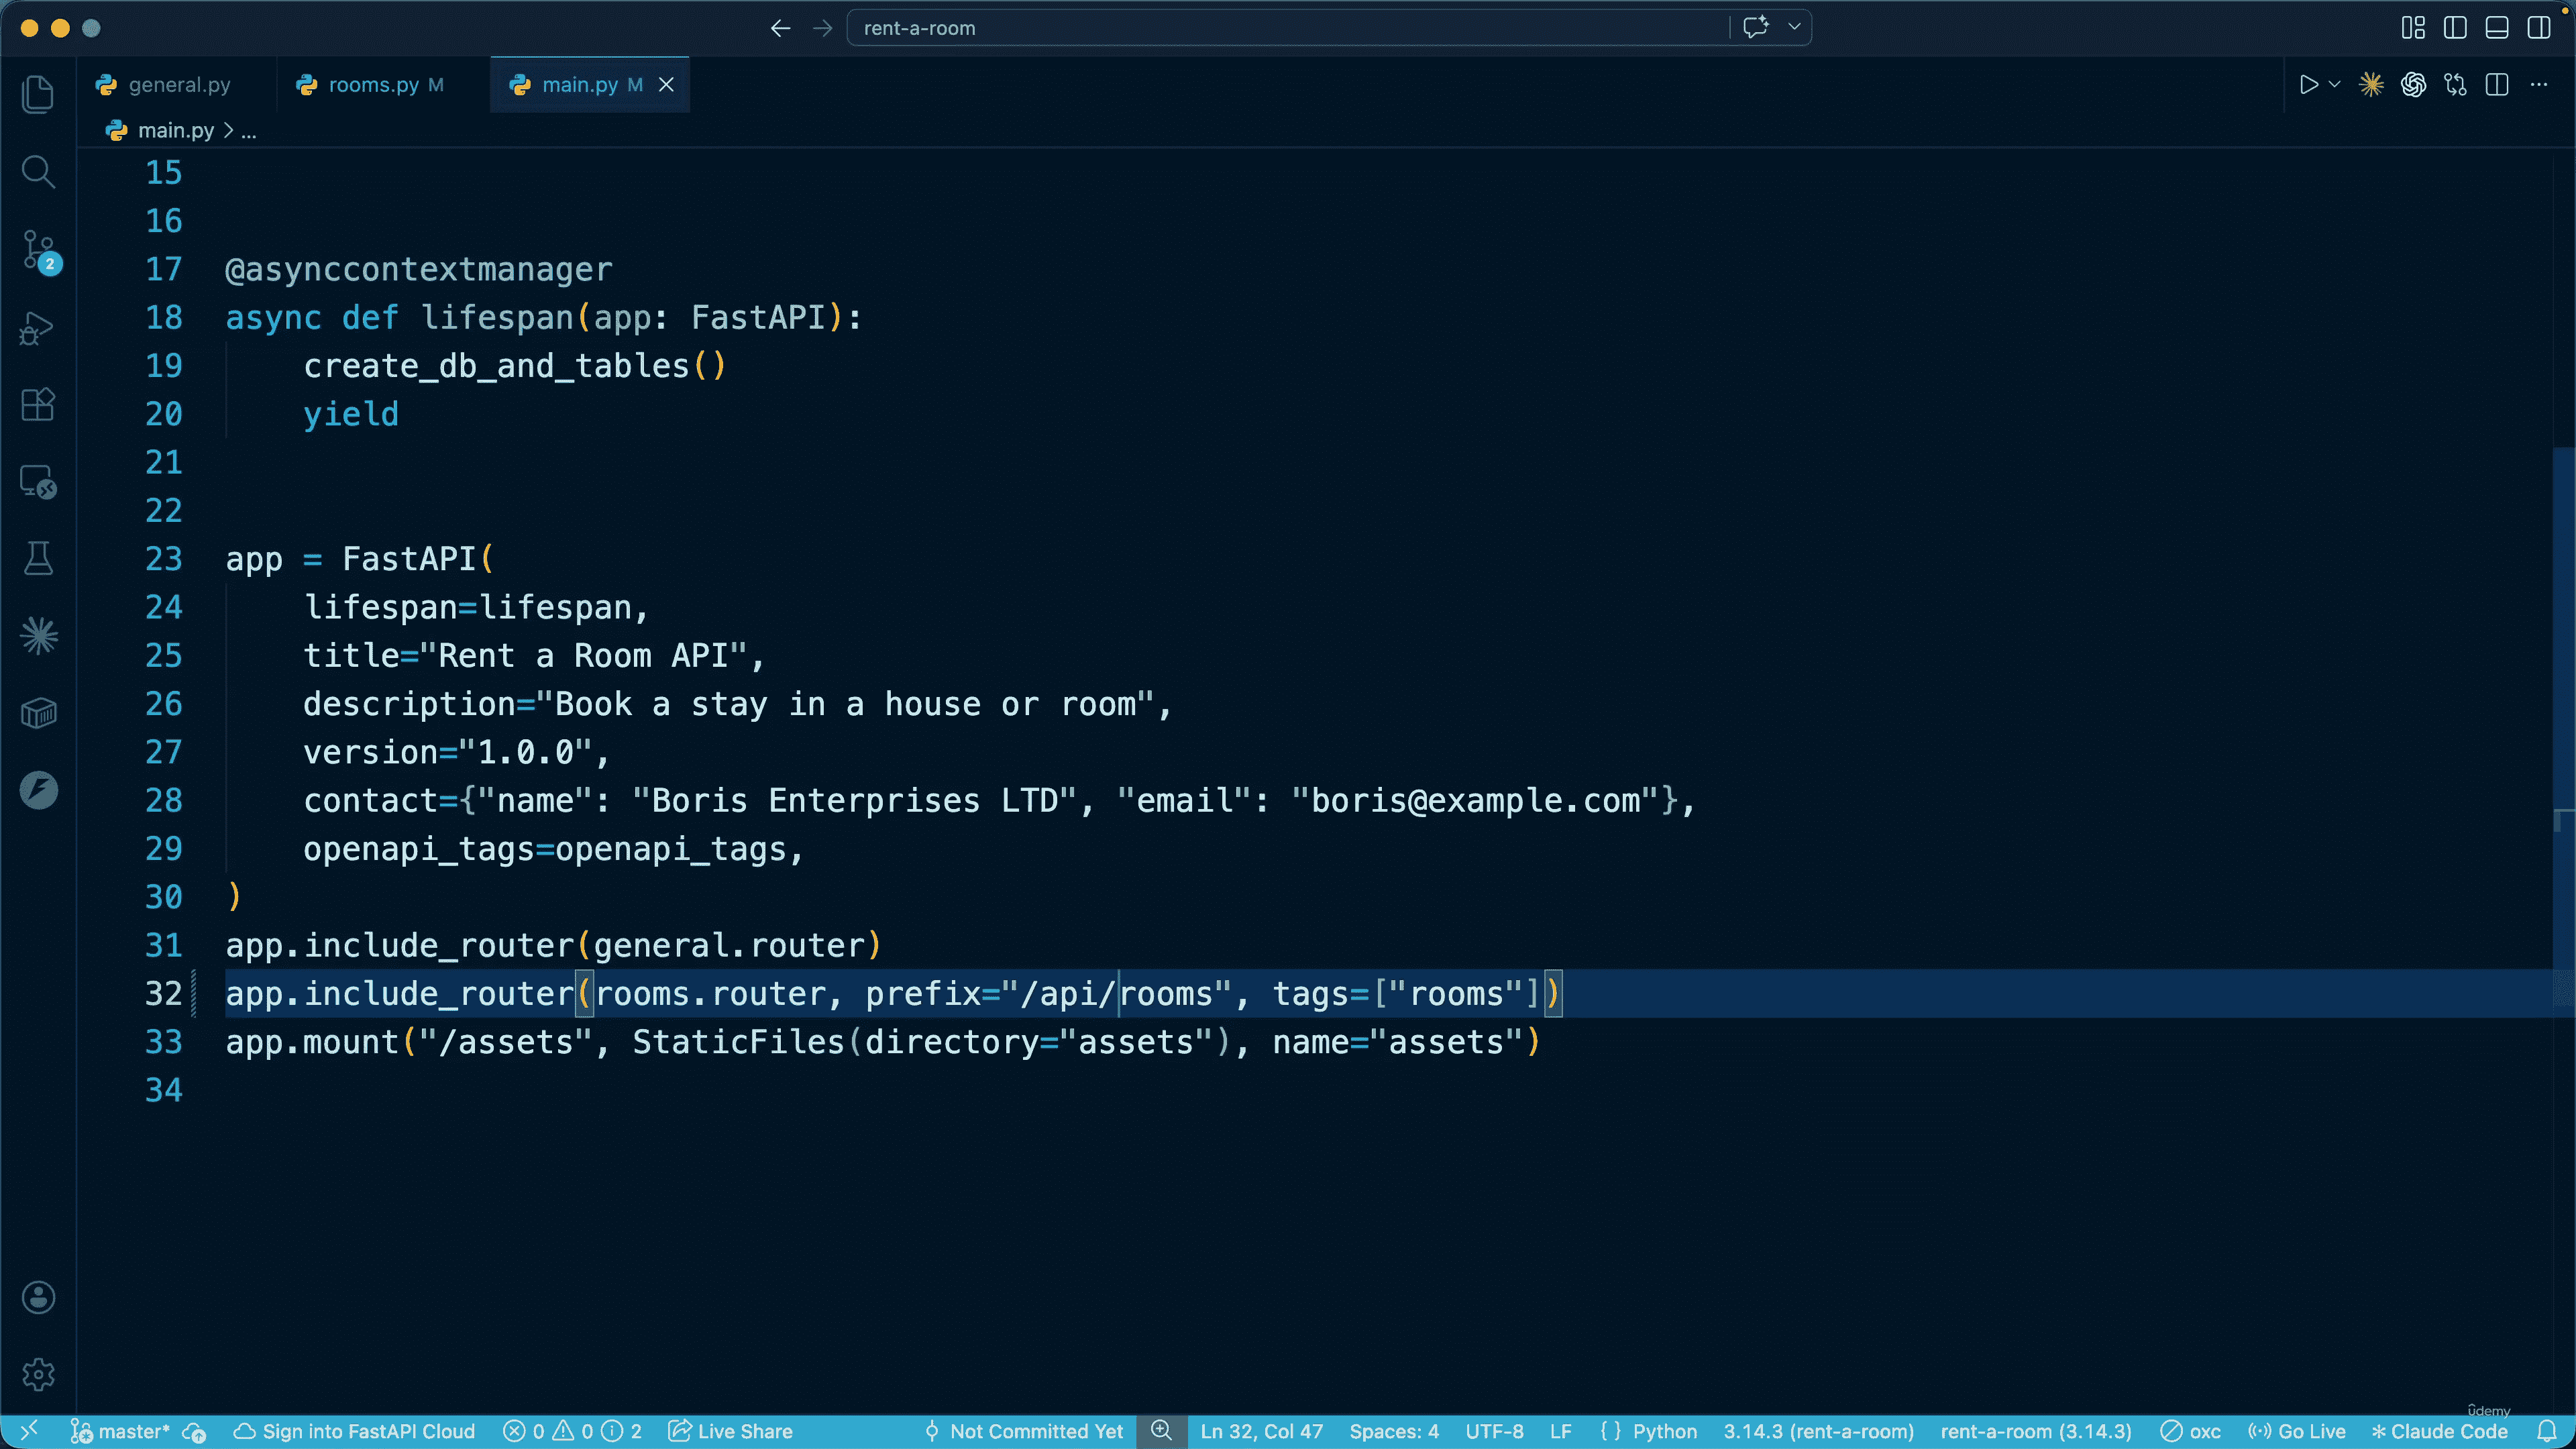 rent-a-room
general.py
rooms.py M
main.py M
main.py > ...
15
16
17 @asynccontextmanager
18 async def lifespan(app: FastAPI):
19     create_db_and_tables()
20     yield
21
22
23 app = FastAPI(
24     lifespan=lifespan,
25     title="Rent a Room API",
26     description="Book a stay in a house or room",
27     version="1.0.0",
28     contact={"name": "Boris Enterprises LTD", "email": "boris@example.com"},
29     openapi_tags=openapi_tags,
30 )
31 app.include_router(general.router)
32 app.include_router(rooms.router, prefix="/api/rooms", tags=["rooms"])
33 app.mount("/assets", StaticFiles(directory="assets"), name="assets")
34
2
ûdemy
master* Sign into FastAPI Cloud 0 0 2 Live Share Not Committed Yet Ln 32, Col 47 Spaces: 4 UTF-8 LF { } Python 3.14.3 (rent-a-room) rent-a-room (3.14.3) oxc Go Live Claude Code